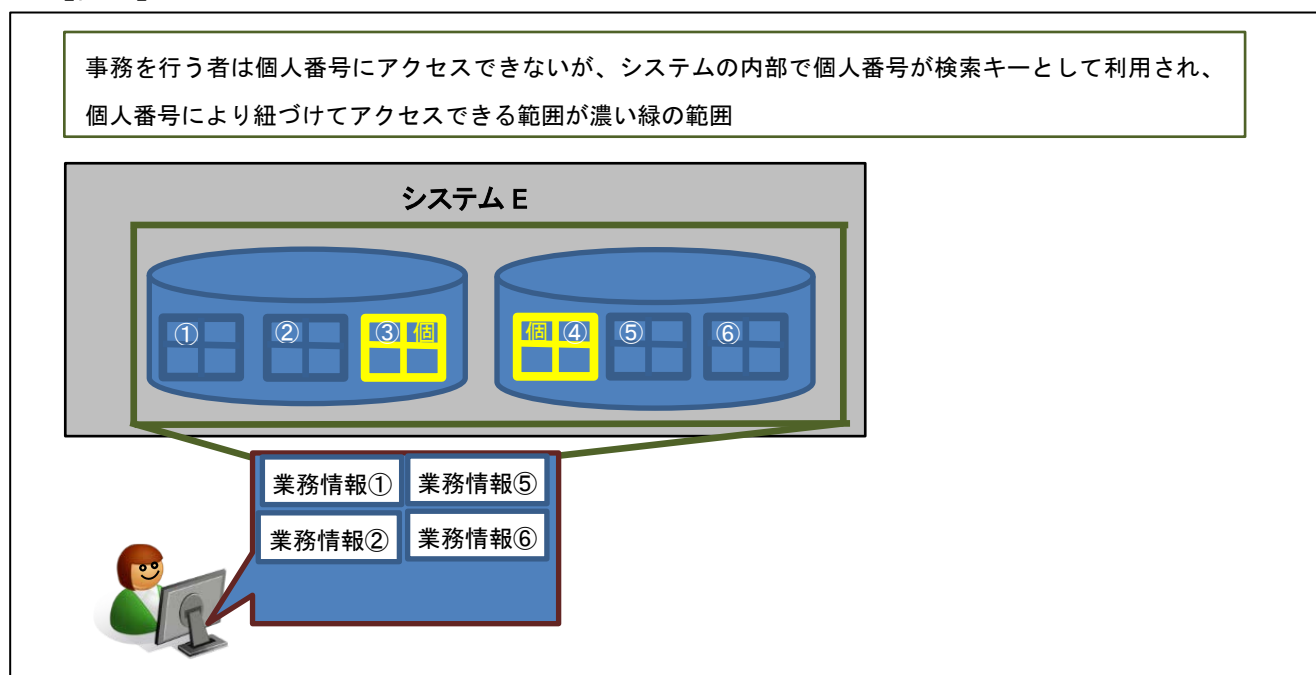 事務を行う者は個人番号にアクセスできないが、システムの内部で個人番号が検索キーとして利用され、
個人番号により紐づけてアクセスできる範囲が濃い緑の範囲
システムE
① ② ③ 個 個 ④ ⑤ ⑥
業務情報① 業務情報⑤
業務情報② 業務情報⑥